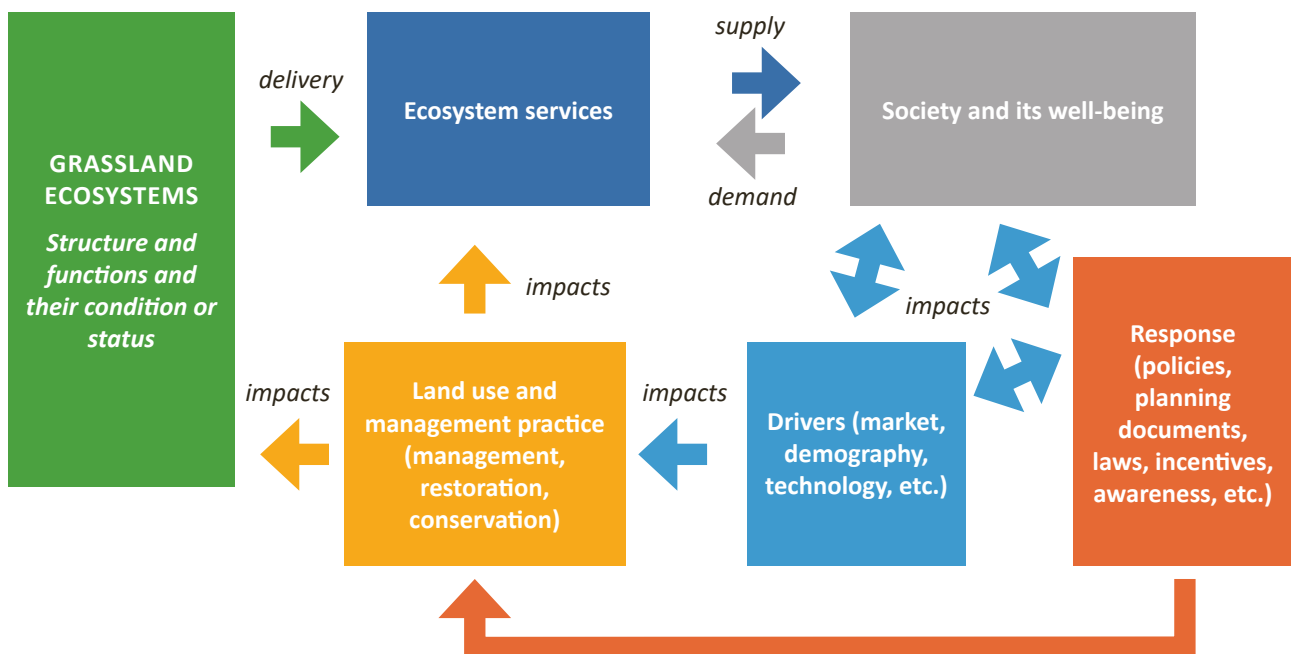 supply
delivery
Ecosystem services
Society and its well-being
GRASSLAND
ECOSYSTEMS
Structure and
functions and
their condition or
status
demand
impacts
impacts
Response
(policies,
planning
documents,
laws, incentives,
awareness, etc.)
impacts
Land use and
management practice
(management,
restoration,
conservation)
impacts
Drivers (market,
demography,
technology, etc.)